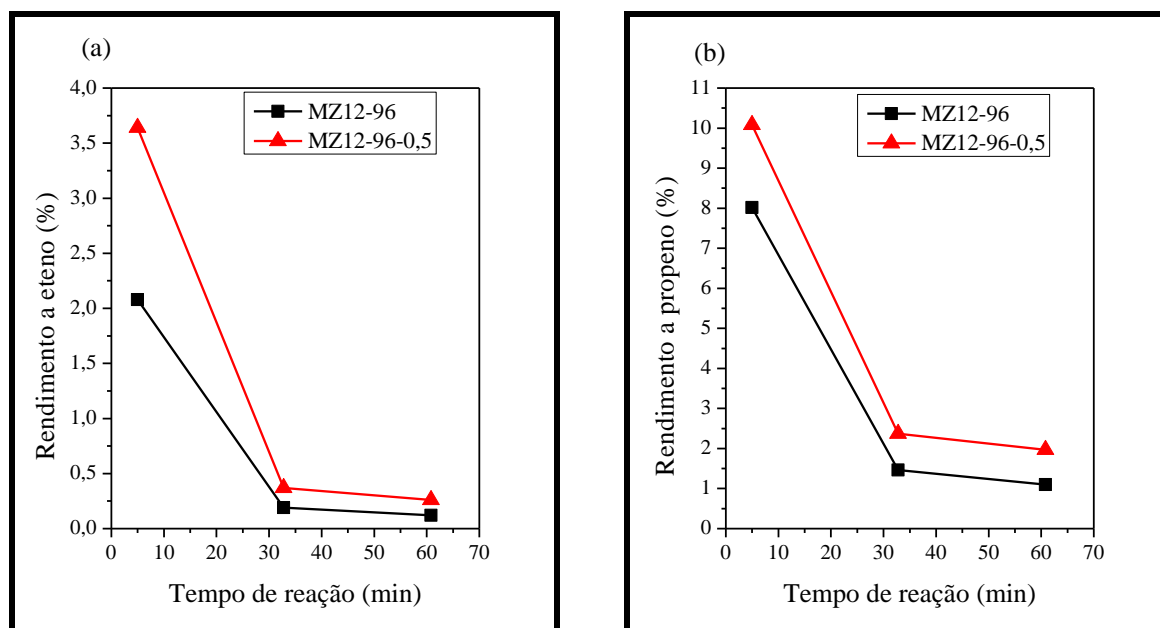 (a)
4,0
3,5
3,0
2,5
2,0
1,5
1,0
0,5
0,0
0 10 20 30 40 50 60 70
Rendimento a eteno (%)
Tempo de reação (min)
MZ12-96
MZ12-96-0,5
(b)
11
10
9
8
7
6
5
4
3
2
1
0
0 10 20 30 40 50 60 70
Rendimento a propeno (%)
Tempo de reação (min)
MZ12-96
MZ12-96-0,5